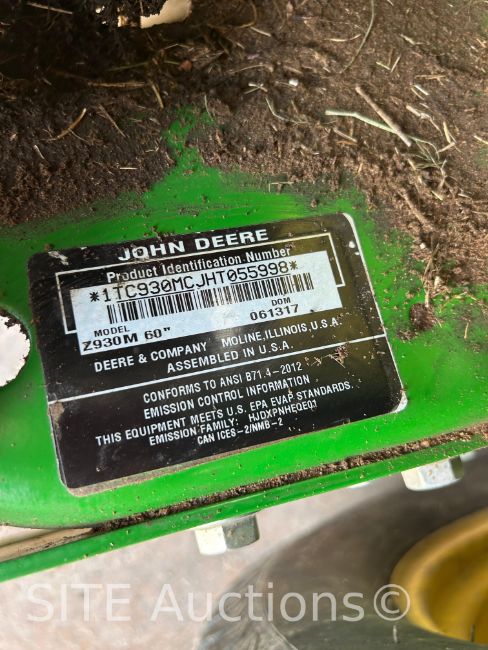 JOHN DEERE
Product Identification Number
*1TC930MCJHT055998*
MODEL DOM
Z930M 60" 061317
DEERE & COMPANY MOLINE, ILLINOIS, U.S.A.
ASSEMBLED IN U.S.A.
CONFORMS TO ANSI B71.4-2012
EMISSION CONTROL INFORMATION
THIS EQUIPMENT MEETS U.S. EPA EVAP STANDARDS.
EMISSION FAMILY: HJDXPNHEQE01
CAN ICES-2/NMB-2
SITE Auctions©